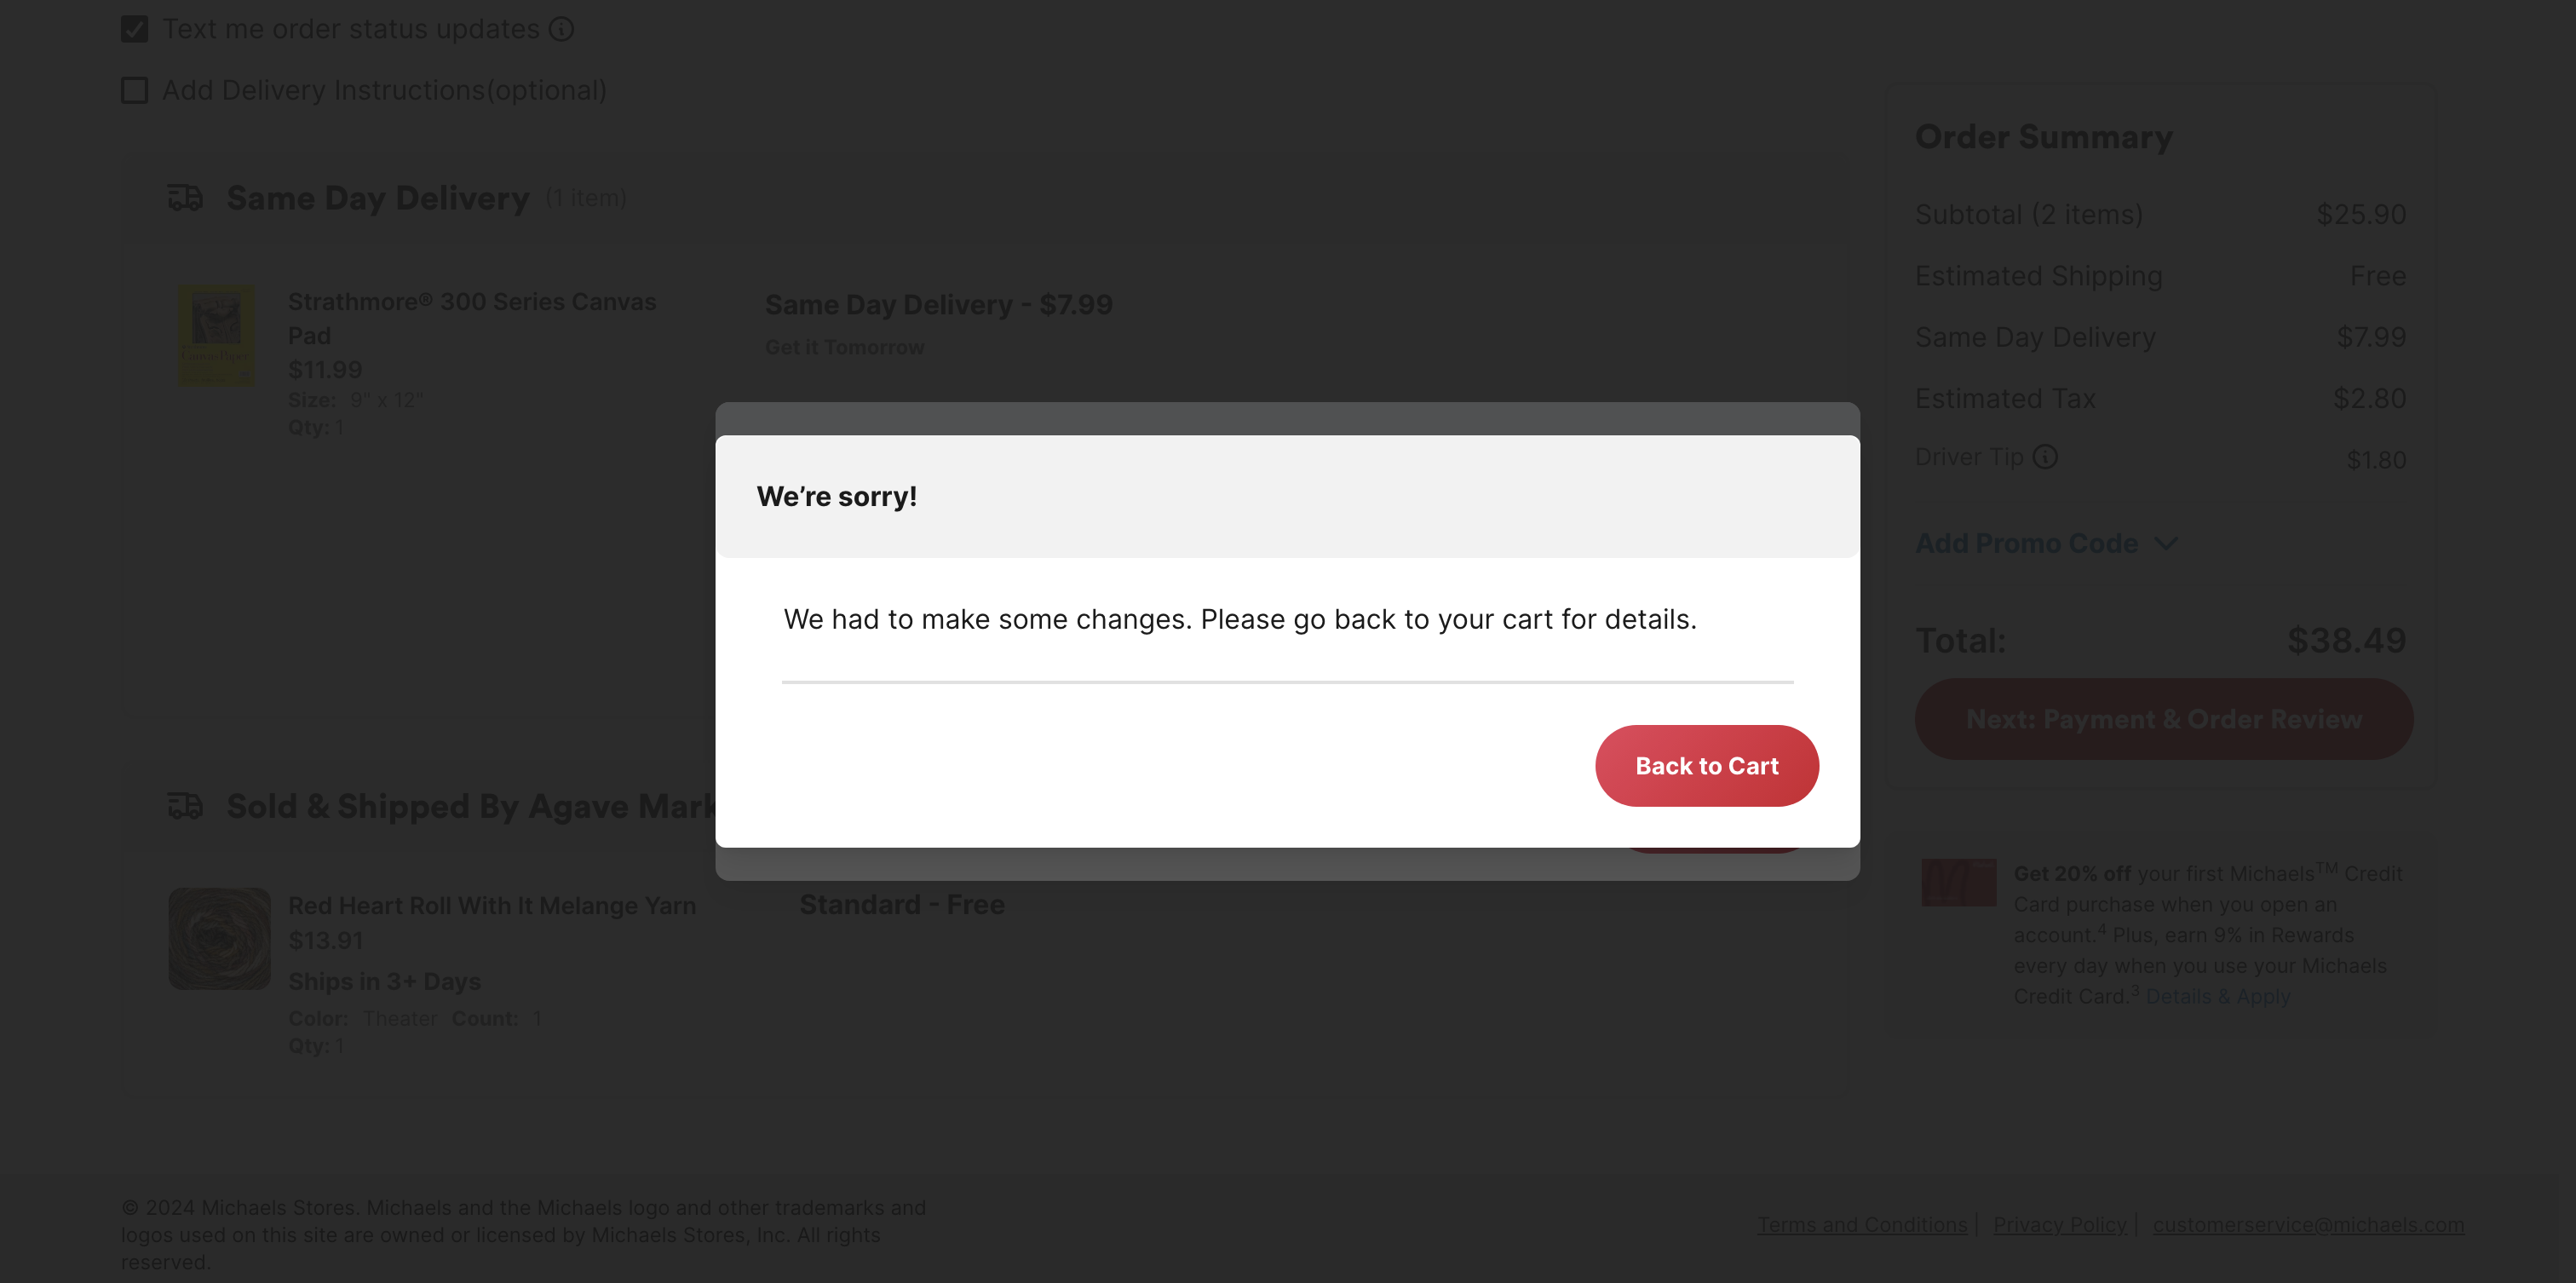 Text me order status updates
Add Delivery Instructions(optional)
Same Day Delivery (1 item)
Strathmore® 300 Series Canvas
Pad
$11.99
Size: 9" x 12"
Qty: 1
Same Day Delivery - $7.99
Get it Tomorrow
We’re sorry!
We had to make some changes. Please go back to your cart for details.
Back to Cart
Sold & Shipped By Agave Mark
Red Heart Roll With It Melange Yarn
$13.91
Ships in 3+ Days
Color: Theater Count: 1
Qty: 1
Standard - Free
Order Summary
Subtotal (2 items) $25.90
Estimated Shipping Free
Same Day Delivery $7.99
Estimated Tax $2.80
Driver Tip $1.80
Add Promo Code
Total: $38.49
Next: Payment & Order Review
Get 20% off your first Michaels™ Credit
Card purchase when you open an
account.⁴ Plus, earn 9% in Rewards
every day when you use your Michaels
Credit Card.³ Details & Apply
© 2024 Michaels Stores. Michaels and the Michaels logo and other trademarks and
logos used on this site are owned or licensed by Michaels Stores, Inc. All rights
reserved.
Terms and Conditions | Privacy Policy | customerservice@michaels.com